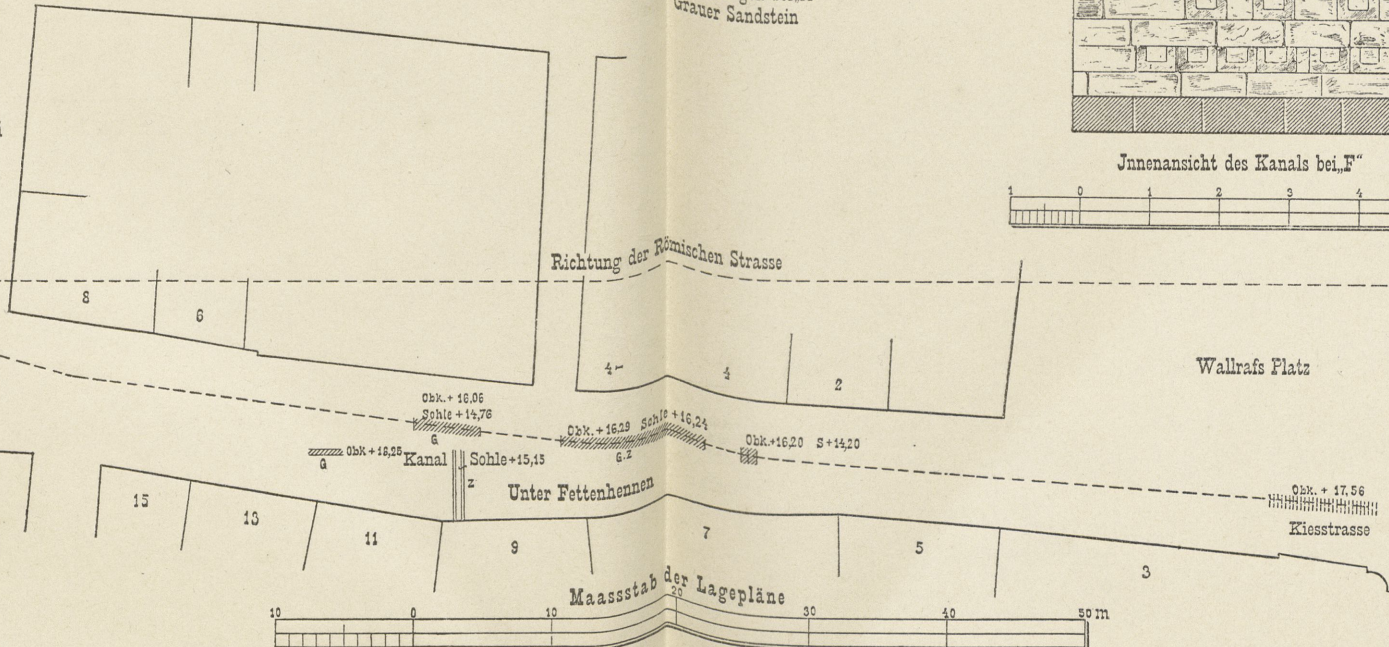 Grauer Sandstein
Jnnenansicht des Kanals bei„F“
1 0 1 2 3 4
Richtung der Römischen Strasse
8
6
4
4
2
Wallrafs Platz
Obk. + 16,06
Sohle + 14,76
G
Obk + 16,25
G
Kanal
Sohle + 15,15
Z
Obk. + 16,29 Sohle + 16,24
G.Z
Obk. + 16,20 S + 14,20
Obk. + 17,56
Kiesstrasse
Unter Fettenhennen
15
13
11
9
7
5
3
Maassstab der Lagepläne
10 0 10 20 30 40 50 m